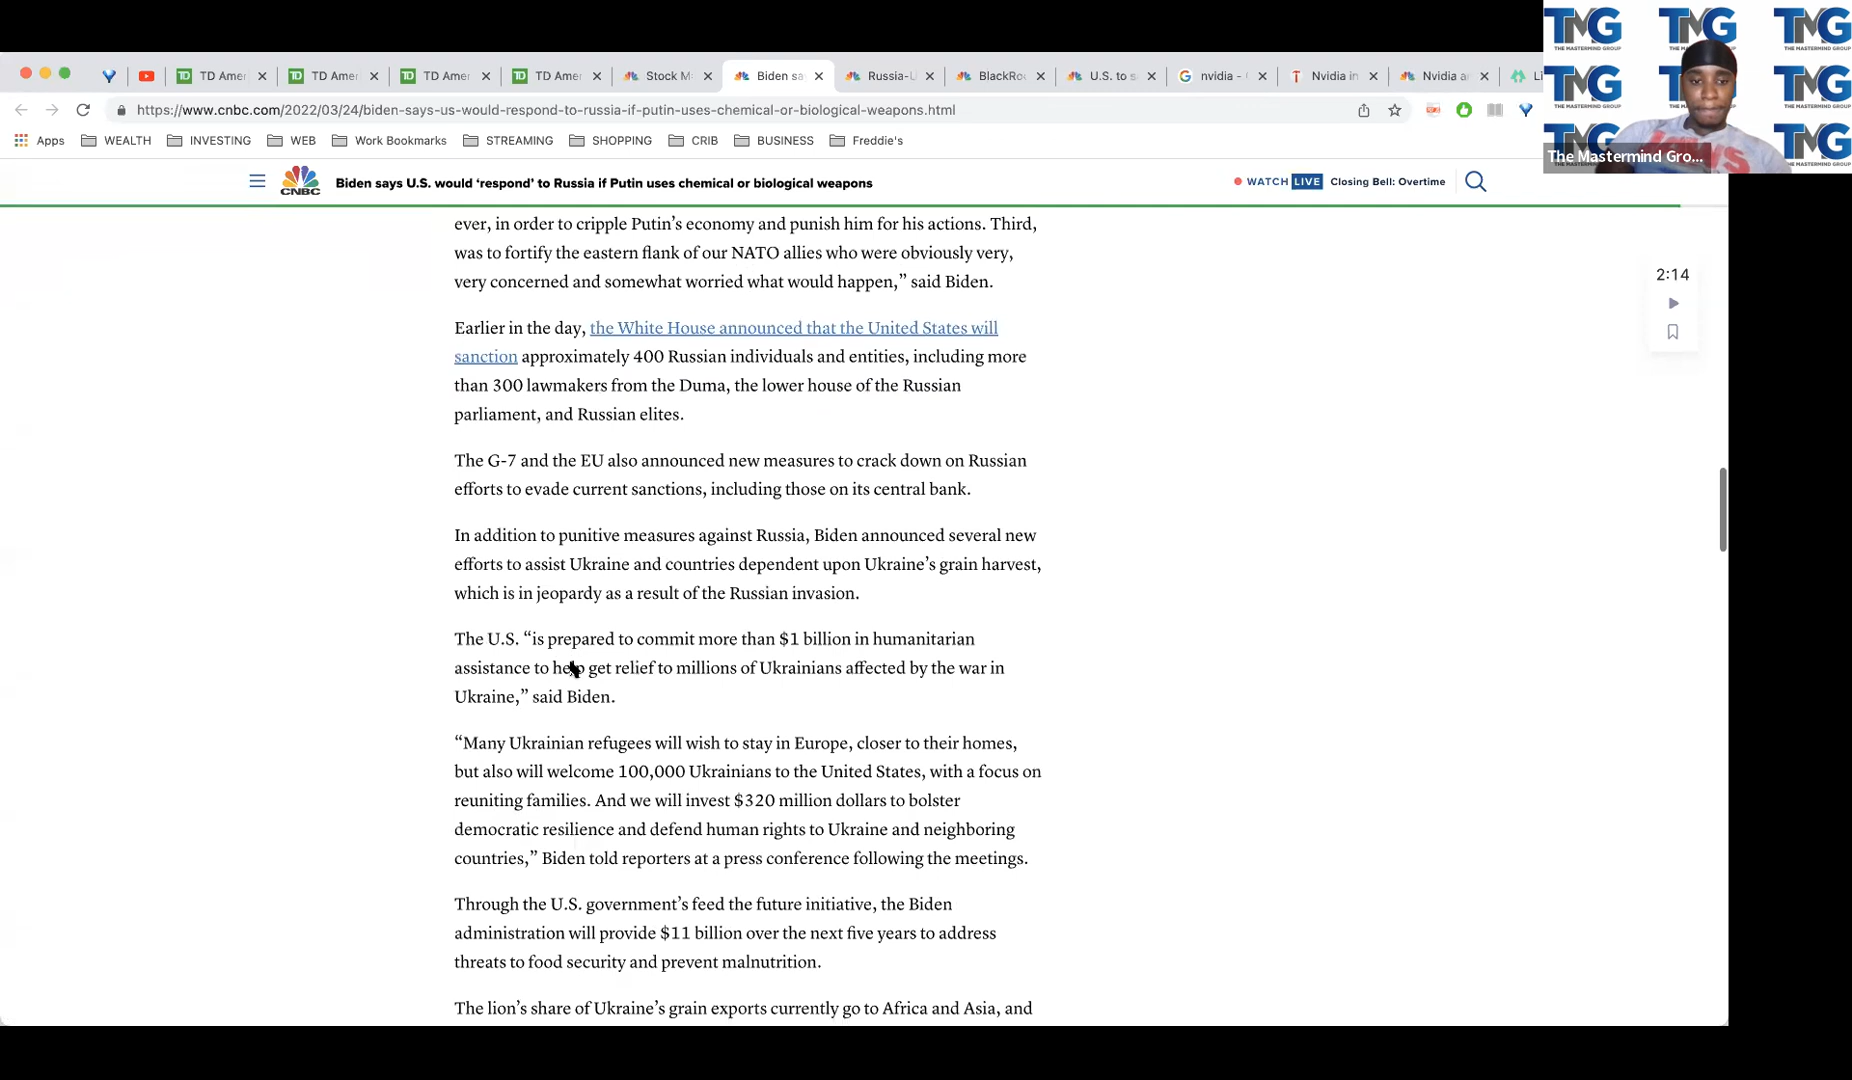 TMG TMG TMG
THE MASTERMIND GROUP THE MASTERMIND GROUP THE MASTERMIND GROUP
TMG TMG
TMG TMG
The Mastermind Gro...
TD Amer TD Amer TD Amer TD Amer Stock M Biden sa Russia-U BlackRo U.S. to s nvidia - G Nvidia in Nvidia a Li
https://www.cnbc.com/2022/03/24/biden-says-us-would-respond-to-russia-if-putin-uses-chemical-or-biological-weapons.html
Apps WEALTH INVESTING WEB Work Bookmarks STREAMING SHOPPING CRIB BUSINESS Freddie's
CNBC
Biden says U.S. would ‘respond’ to Russia if Putin uses chemical or biological weapons
WATCH LIVE Closing Bell: Overtime
ever, in order to cripple Putin’s economy and punish him for his actions. Third,
was to fortify the eastern flank of our NATO allies who were obviously very,
very concerned and somewhat worried what would happen,” said Biden.
2:14
Earlier in the day, the White House announced that the United States will
sanction approximately 400 Russian individuals and entities, including more
than 300 lawmakers from the Duma, the lower house of the Russian
parliament, and Russian elites.
The G-7 and the EU also announced new measures to crack down on Russian
efforts to evade current sanctions, including those on its central bank.
In addition to punitive measures against Russia, Biden announced several new
efforts to assist Ukraine and countries dependent upon Ukraine’s grain harvest,
which is in jeopardy as a result of the Russian invasion.
The U.S. “is prepared to commit more than $1 billion in humanitarian
assistance to help get relief to millions of Ukrainians affected by the war in
Ukraine,” said Biden.
“Many Ukrainian refugees will wish to stay in Europe, closer to their homes,
but also will welcome 100,000 Ukrainians to the United States, with a focus on
reuniting families. And we will invest $320 million dollars to bolster
democratic resilience and defend human rights to Ukraine and neighboring
countries,” Biden told reporters at a press conference following the meetings.
Through the U.S. government’s feed the future initiative, the Biden
administration will provide $11 billion over the next five years to address
threats to food security and prevent malnutrition.
The lion’s share of Ukraine’s grain exports currently go to Africa and Asia, and